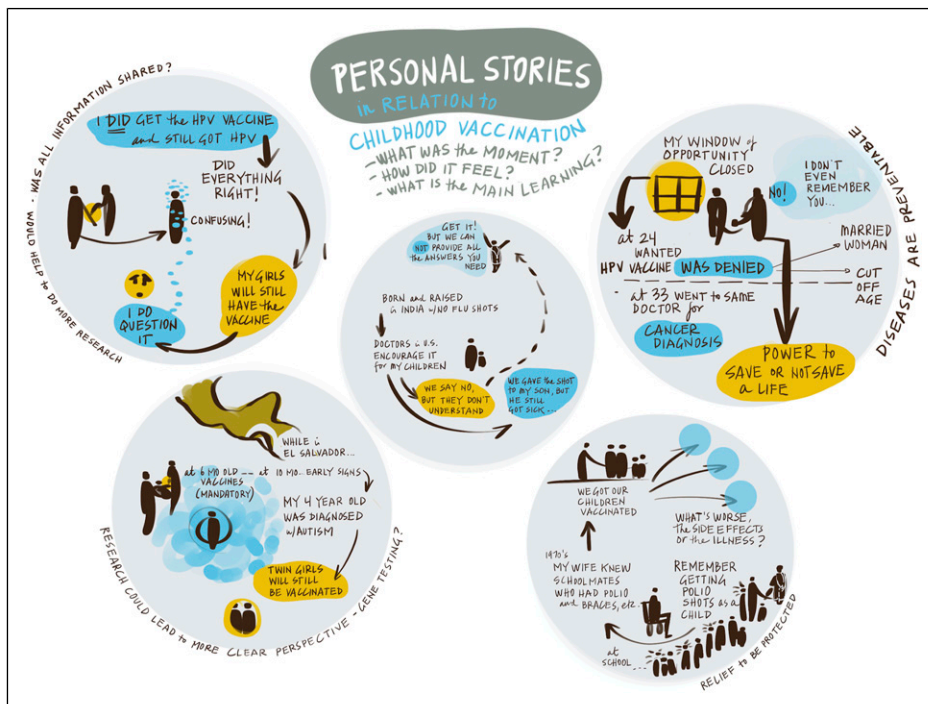 PERSONAL STORIES
in RELATION to
CHILDHOOD VACCINATION
- WHAT WAS the MOMENT?
- HOW DID it FEEL?
- WHAT IS the MAIN LEARNING?
WAS ALL INFORMATION SHARED?
WOULD HELP to DO MORE RESEARCH
I DID GET the HPV VACCINE
and STILL GOT HPV
DID
EVERYTHING
RIGHT!
CONFUSING!
MY GIRLS
WILL STILL
HAVE the
VACCINE
I DO
QUESTION
IT
GET IT!
BUT WE CAN
NOT PROVIDE ALL
the ANSWERS YOU
NEED
BORN and RAISED
in INDIA w/NO FLU SHOTS
DOCTORS in U.S.
ENCOURAGE IT
for MY CHILDREN
WE SAY NO,
BUT THEY DON'T
UNDERSTAND
WE GAVE the SHOT
TO MY SON, BUT
HE STILL
GOT SICK...
DISEASES ARE PREVENTABLE
MY WINDOW of
OPPORTUNITY
CLOSED
NO!
I DON'T
EVEN
REMEMBER
YOU...
at 24
WANTED
HPV VACCINE
WAS DENIED
MARRIED
WOMAN
CUT
OFF
AGE
at 33 WENT to SAME
DOCTOR for
CANCER
DIAGNOSIS
POWER to
SAVE OR NOT SAVE
a LIFE
WHILE in
EL SALVADOR...
at 6 MO OLD
VACCINES
(MANDATORY)
at 10 MO.. EARLY SIGNS
MY 4 YEAR OLD
WAS DIAGNOSED
w/AUTISM
TWIN GIRLS
WILL STILL
BE VACCINATED
RESEARCH COULD LEAD to MORE CLEAR PERSPECTIVE - GENE TESTING?
WE GOT OUR
CHILDREN
VACCINATED
WHAT'S WORSE,
the SIDE EFFECTS
or the ILLNESS?
1970's
MY WIFE KNEW
SCHOOLMATES
WHO HAD POLIO
and BRACES, etc.
REMEMBER
GETTING
POLIO
SHOTS as a
CHILD
at
SCHOOL...
RELIEF to BE PROTECTED